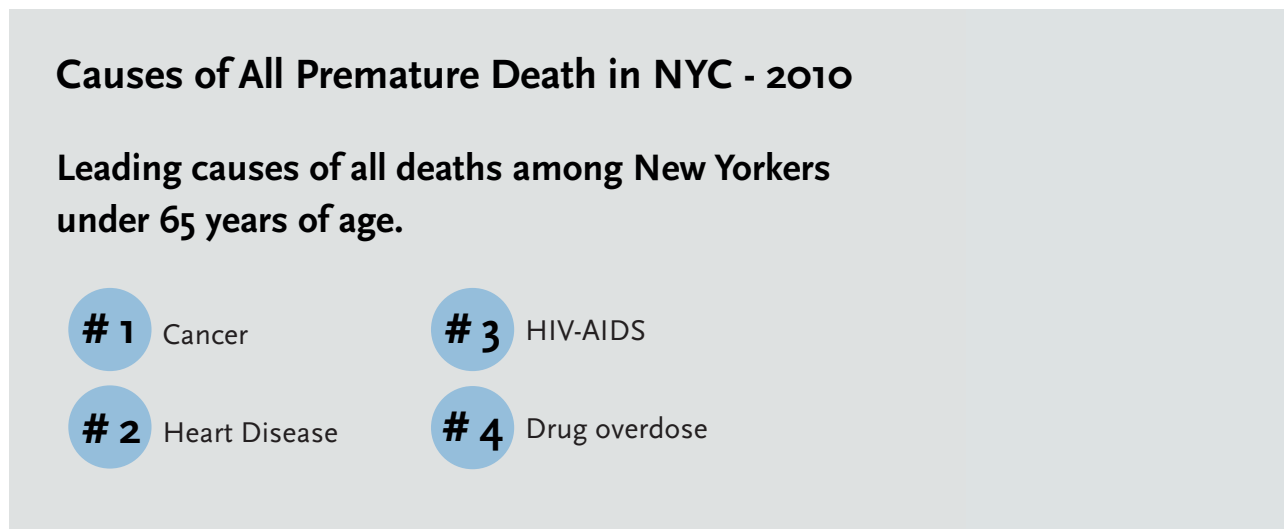 Causes of All Premature Death in NYC - 2010
Leading causes of all deaths among New Yorkers
under 65 years of age.
# 1 Cancer
# 2 Heart Disease
# 3 HIV-AIDS
# 4 Drug overdose